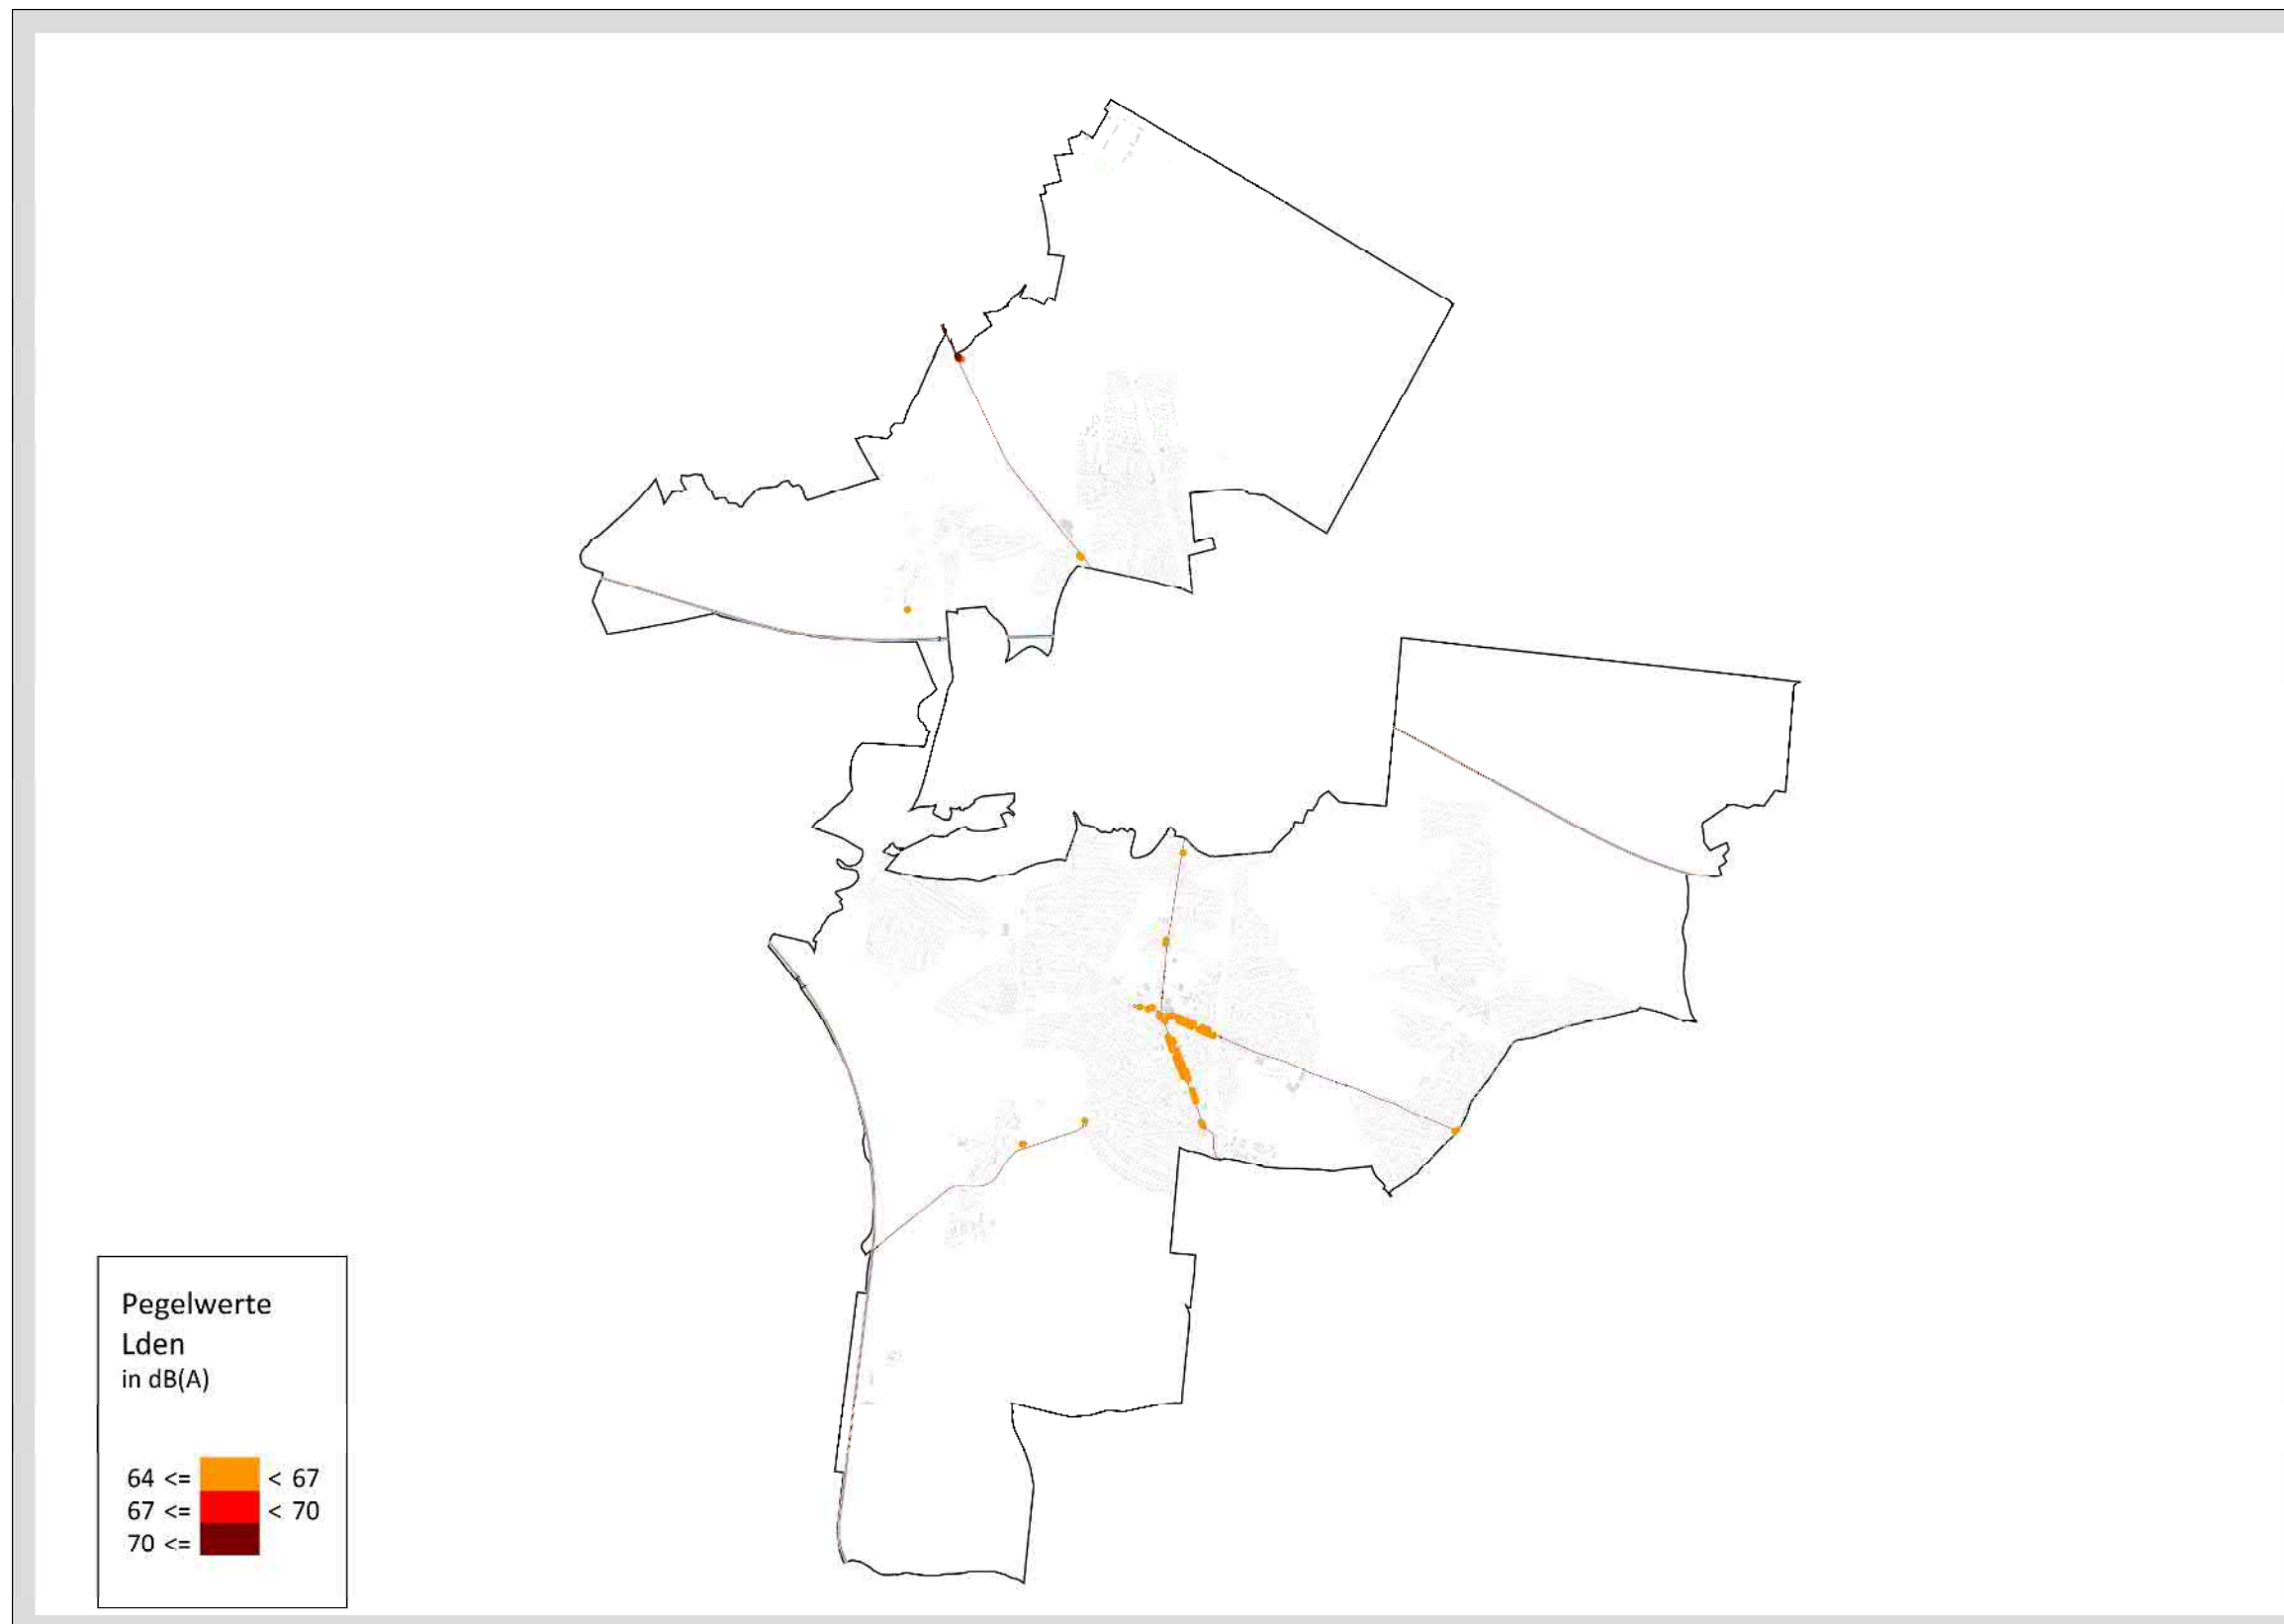 Pegelwerte
Lden
in dB(A)
64 <= < 67
67 <= < 70
70 <=